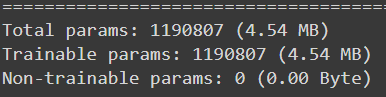 ==================================================
Total params: 1190807 (4.54 MB)
Trainable params: 1190807 (4.54 MB)
Non-trainable params: 0 (0.00 Byte)